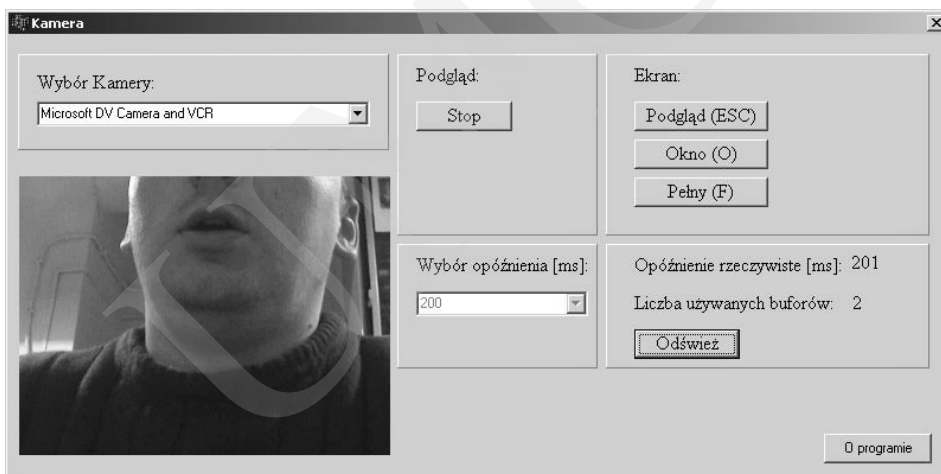 Kamera
Wybór Kamery:
Microsoft DV Camera and VCR
Podgląd:
Stop
Ekran:
Podgląd (ESC)
Okno (O)
Pełny (F)
Wybór opóźnienia [ms]:
200
Opóźnienie rzeczywiste [ms]: 201
Liczba używanych buforów: 2
Odśwież
O programie